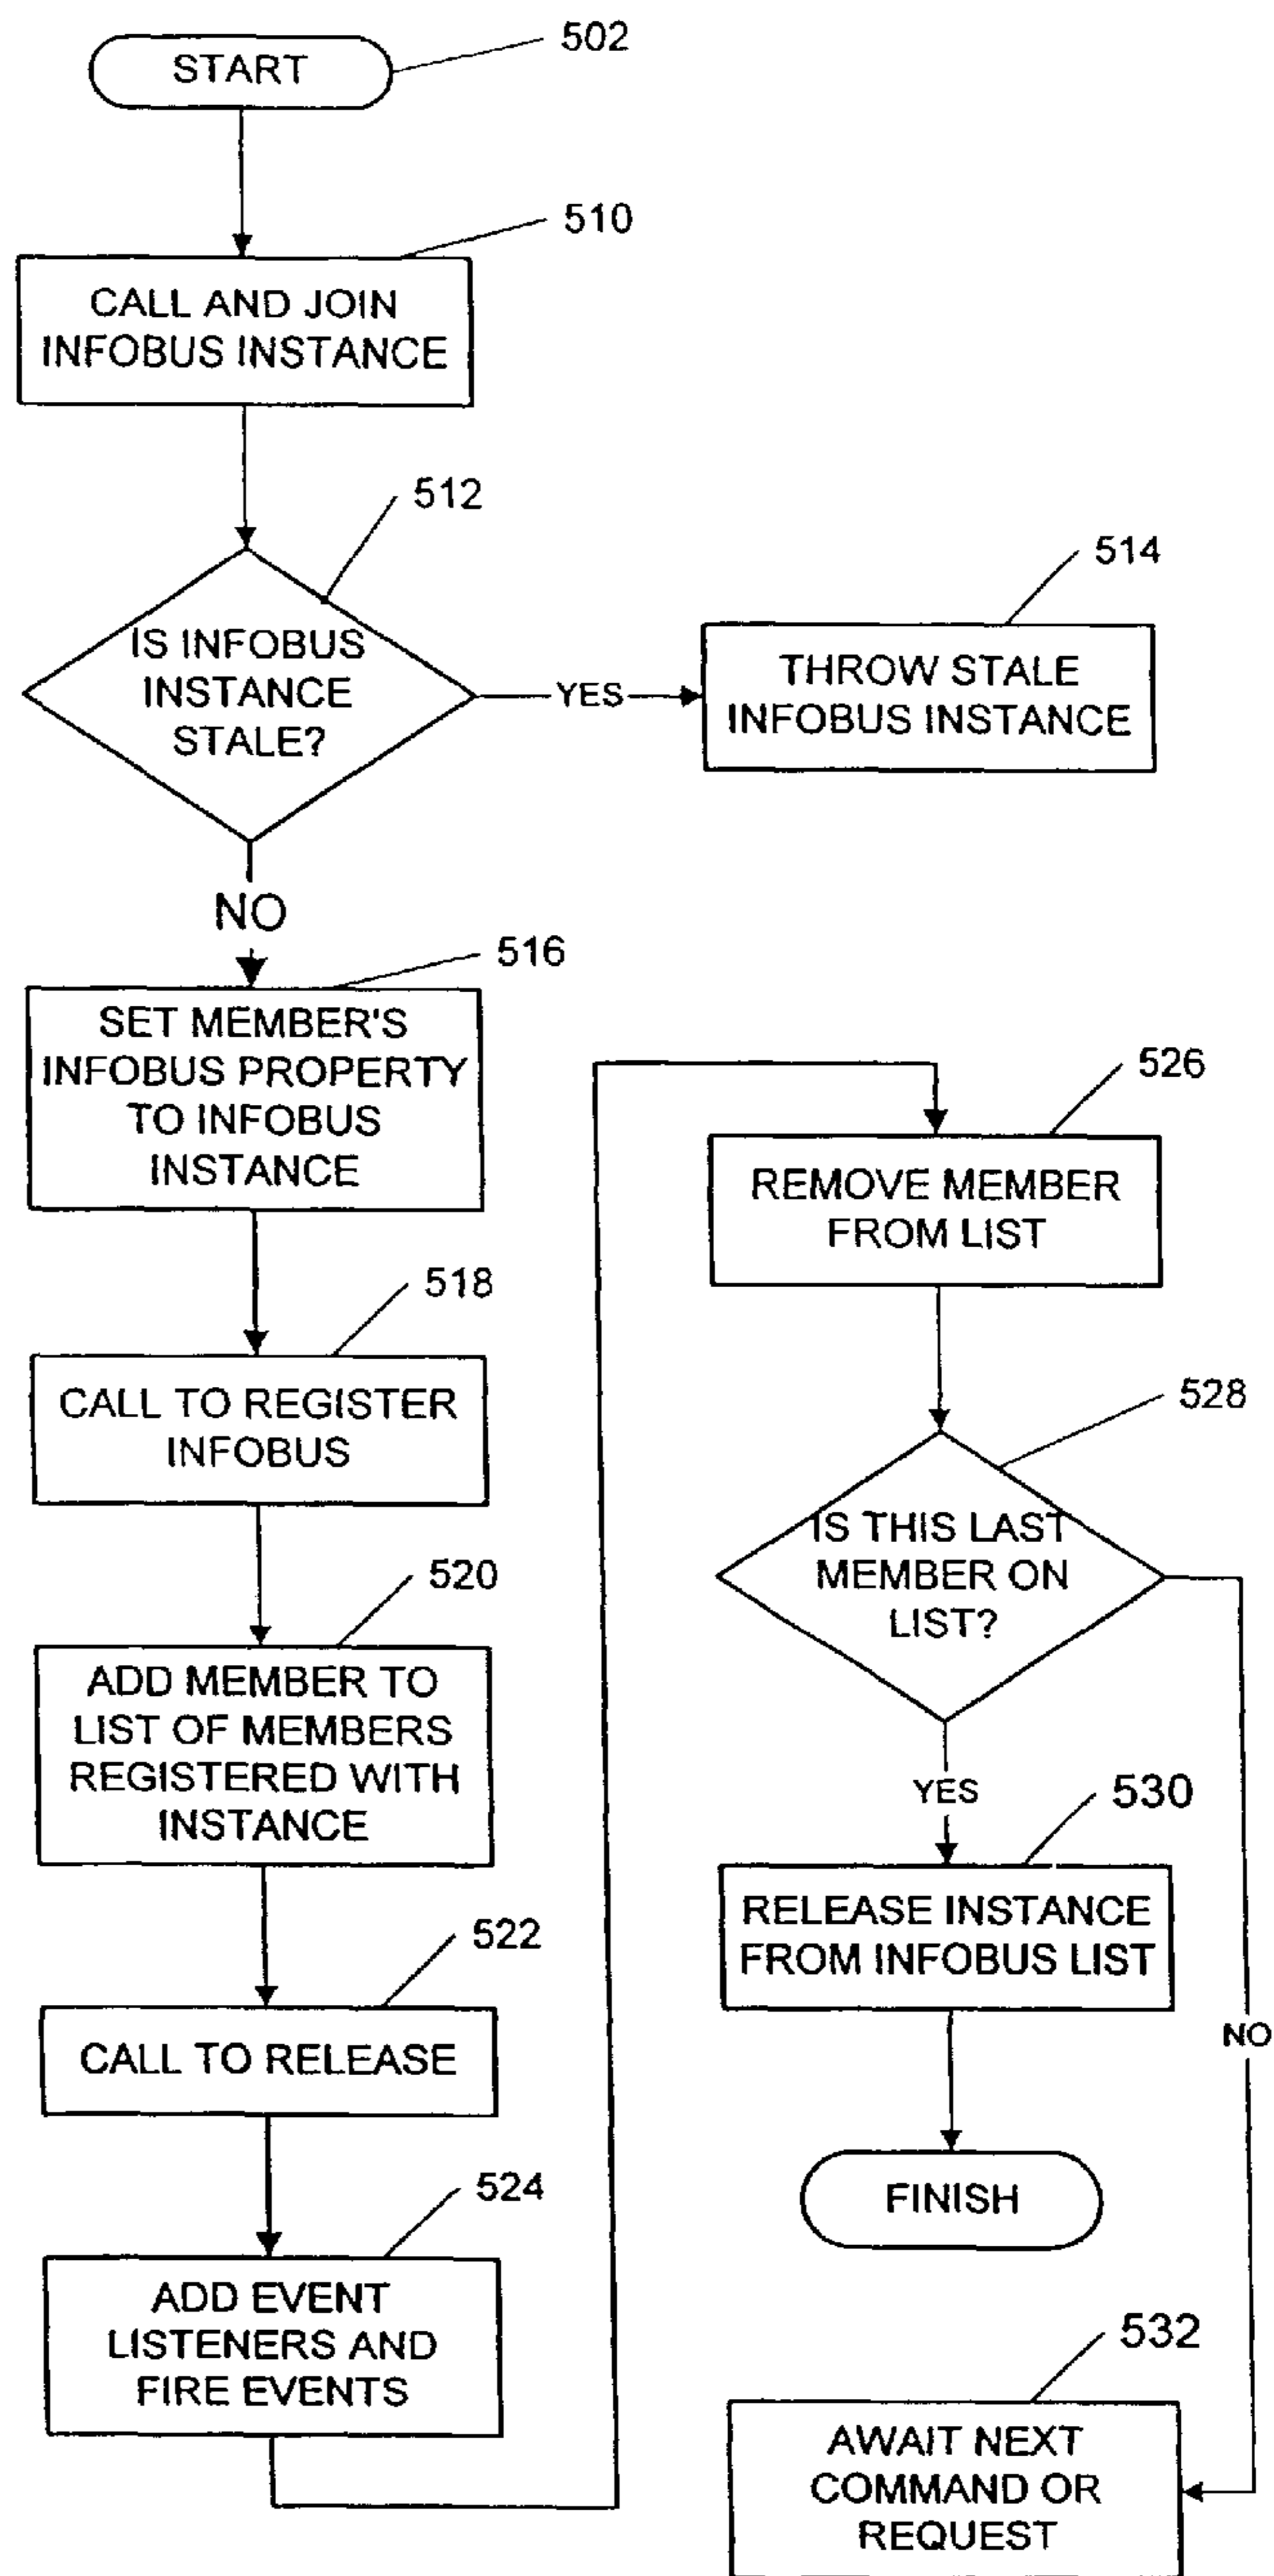 START
502
510
CALL AND JOIN
INFOBUS INSTANCE
512
IS INFOBUS
INSTANCE
STALE?
YES
514
THROW STALE
INFOBUS INSTANCE
NO
516
SET MEMBER'S
INFOBUS PROPERTY
TO INFOBUS
INSTANCE
518
CALL TO REGISTER
INFOBUS
520
ADD MEMBER TO
LIST OF MEMBERS
REGISTERED WITH
INSTANCE
522
CALL TO RELEASE
524
ADD EVENT
LISTENERS AND
FIRE EVENTS
526
REMOVE MEMBER
FROM LIST
528
IS THIS LAST
MEMBER ON
LIST?
YES
530
RELEASE INSTANCE
FROM INFOBUS LIST
NO
FINISH
532
AWAIT NEXT
COMMAND OR
REQUEST